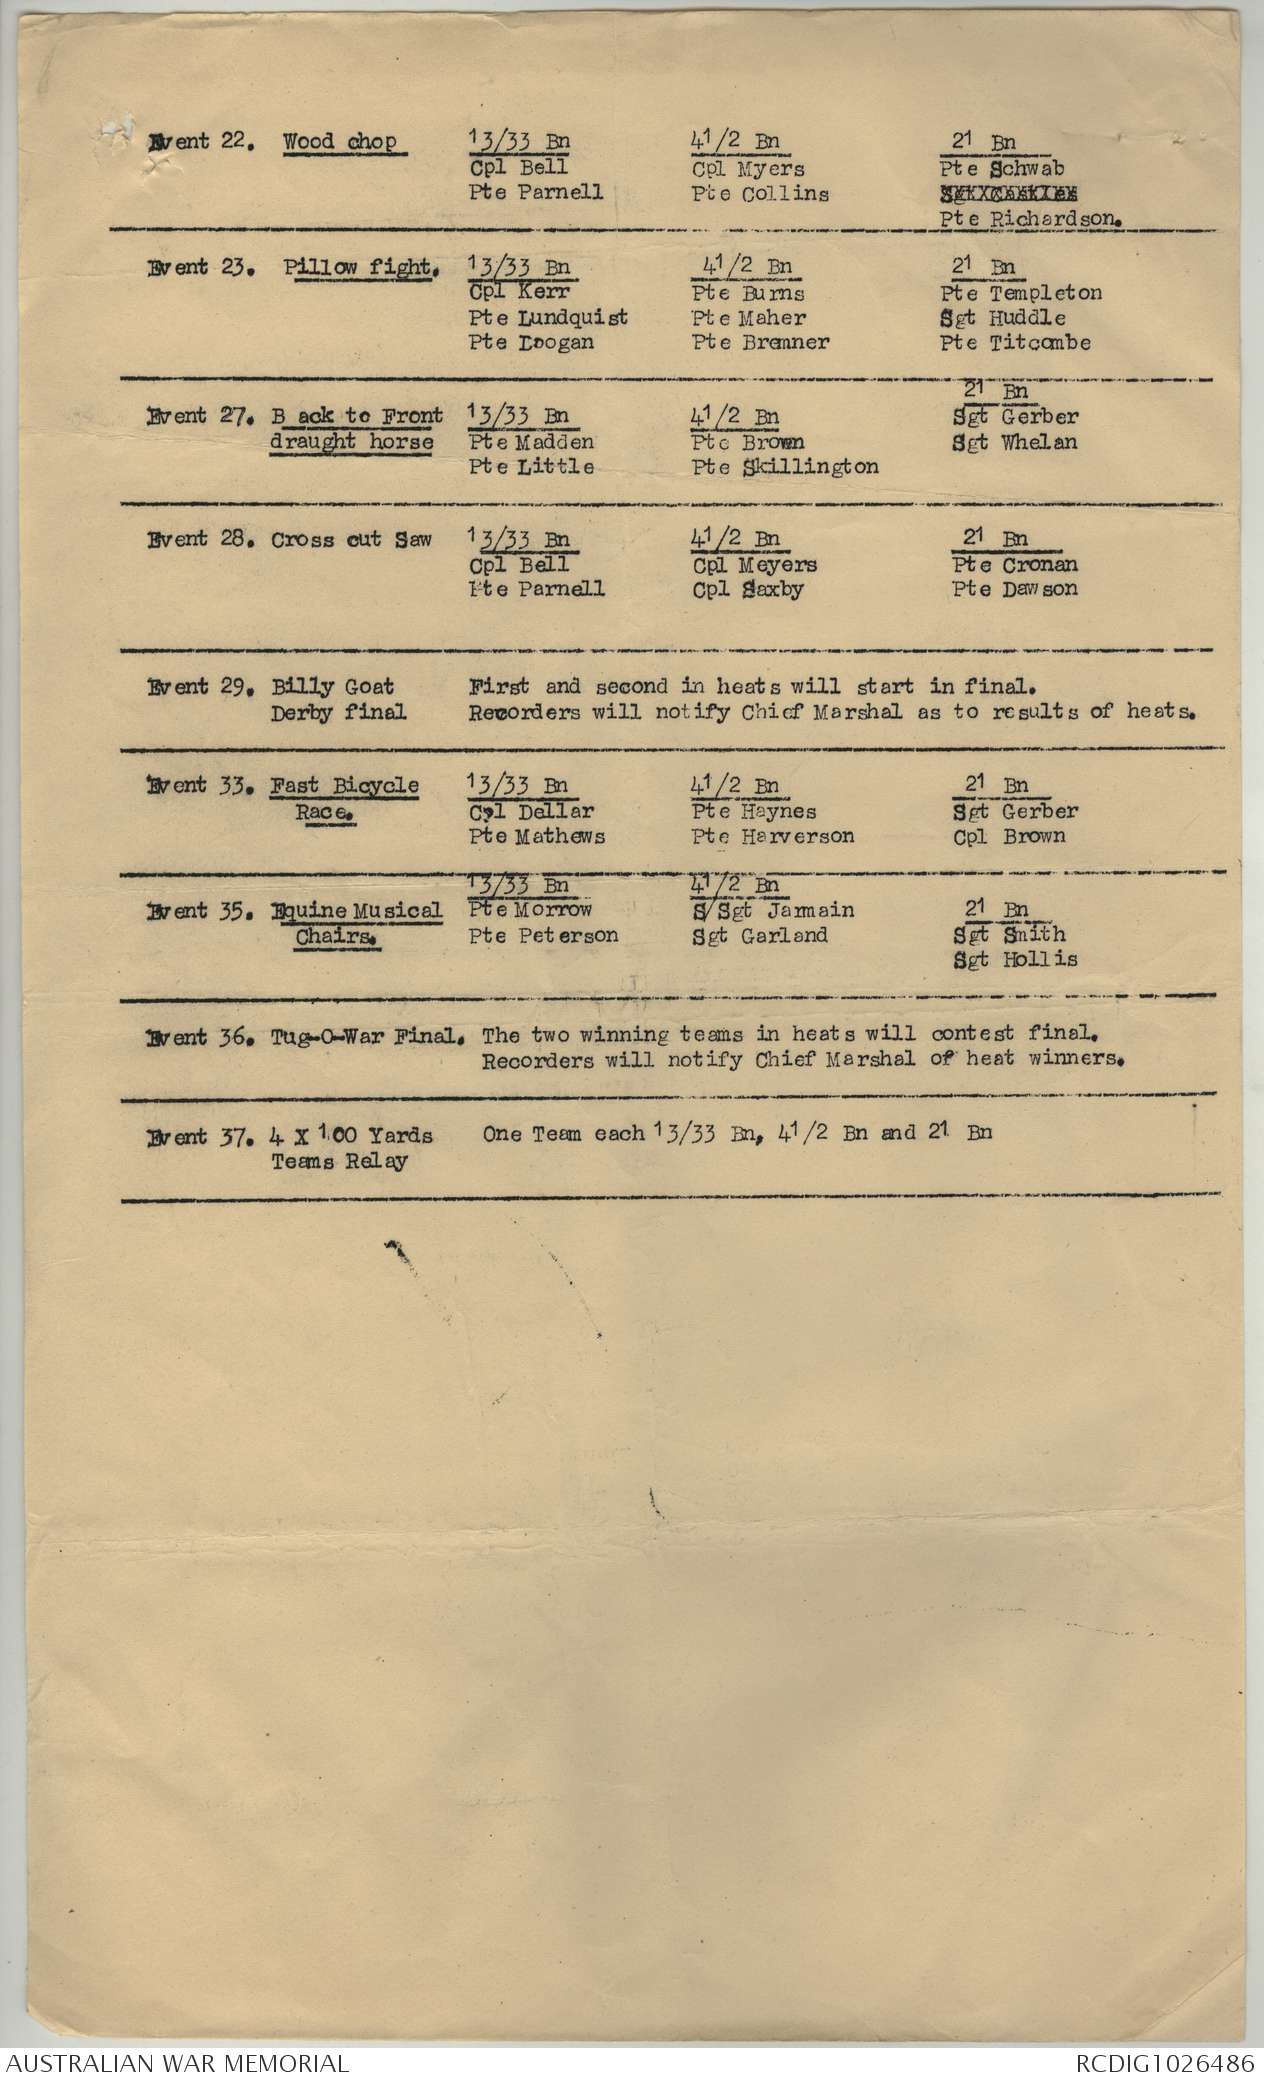 Event 22. Wood chop 13/33 Bn 41/2 Bn 21 Bn
Cpl Bell Cpl Myers Pte Schwab
Pte Parnell Pte Collins
Pte Richardson.
Event 23. Pillow fight. 13/33 Bn 41/2 Bn 21 Bn
Cpl Kerr Pte Burns Pte Templeton
Pte Lundquist Pte Maher Sgt Huddle
Pte Loogan Pte Bremner Pte Titcombe
21 Bn
Event 27. B ack to Front 13/33 Bn 41/2 Bn Sgt Gerber
draught horse Pte Madden Pte Brown Sgt Whelan
Pte Little Pte Skillington
Event 28. Cross cut Saw 13/33 Bn 41/2 Bn 21 Bn
Cpl Bell Cpl Meyers Pte Cronan
Pte Parnell Cpl Saxby Pte Dawson
Event 29. Billy Goat First and second in heats will start in final.
Derby final Recorders will notify Chief Marshal as to results of heats.
Event 33. Fast Bicycle 13/33 Bn 41/2 Bn 21 Bn
Race. Cpl Dellar Pte Haynes Sgt Gerber
Pte Mathews Pte Harverson Cpl Brown
13/33 Bn 41/2 Bn
Event 35. Equine Musical Pte Morrow S/Sgt Jarmain 21 Bn
Chairs. Pte Peterson Sgt Garland Sgt Smith
Sgt Hollis
Event 36. Tug-O-War Final. The two winning teams in heats will contest final.
Recorders will notify Chief Marshal of heat winners.
Event 37. 4 X 100 Yards One Team each 13/33 Bn, 41/2 Bn and 21 Bn
Teams Relay
AUSTRALIAN WAR MEMORIAL RCDIG1026486